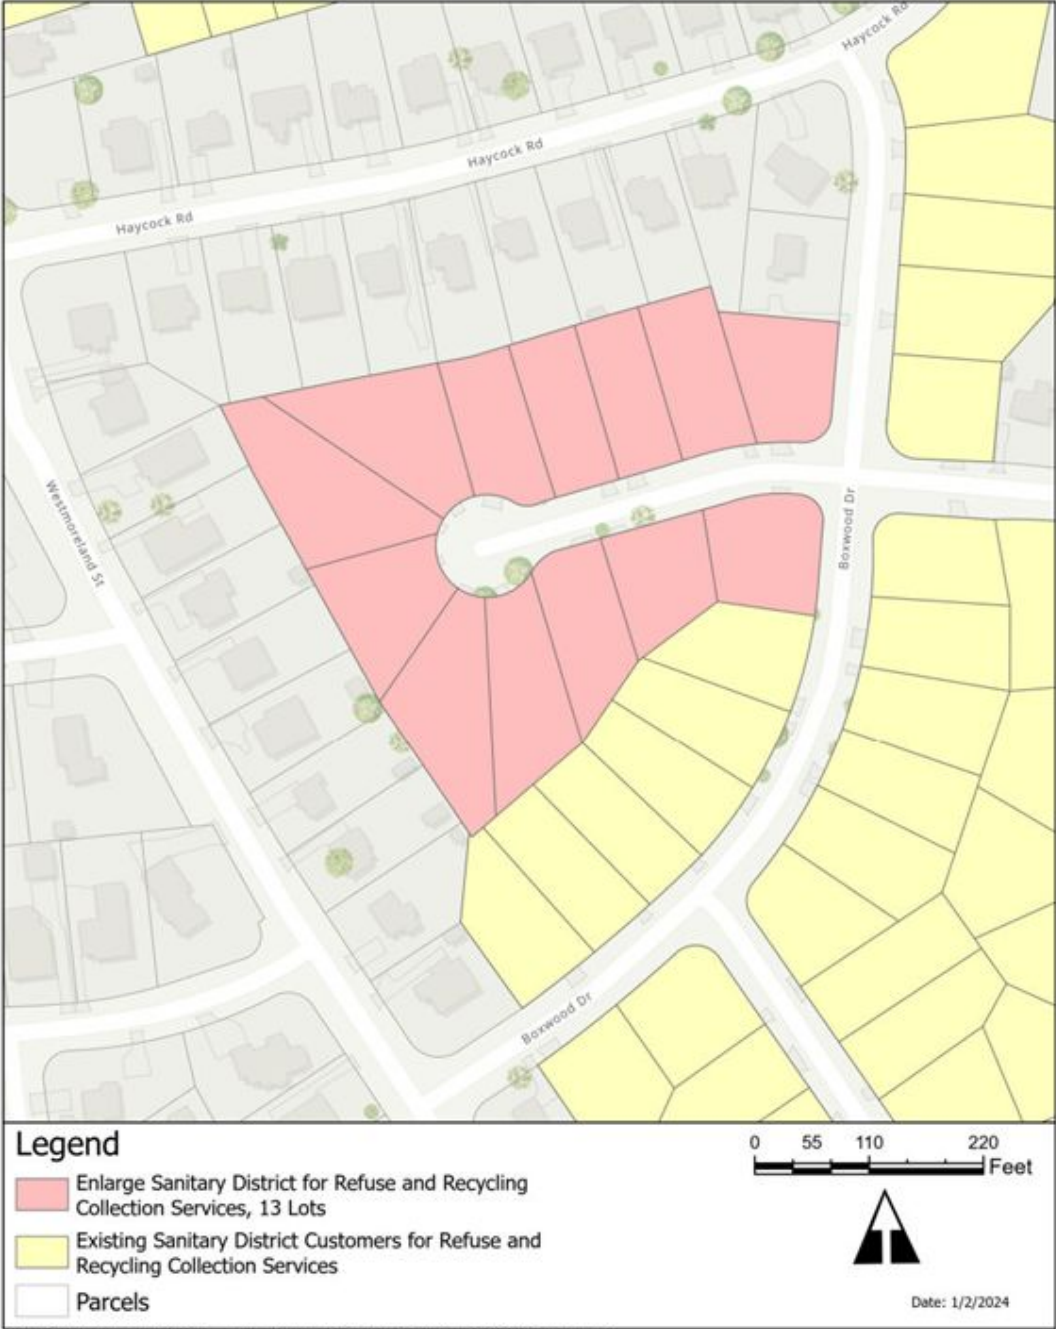 Haycock Rd
Haycock Rd
Haycock Rd
Westmoreland St
Boxwood Dr
Boxwood Dr
Legend
Enlarge Sanitary District for Refuse and Recycling
Collection Services, 13 Lots
Existing Sanitary District Customers for Refuse and
Recycling Collection Services
Parcels
0 55 110 220
Feet
Date: 1/2/2024